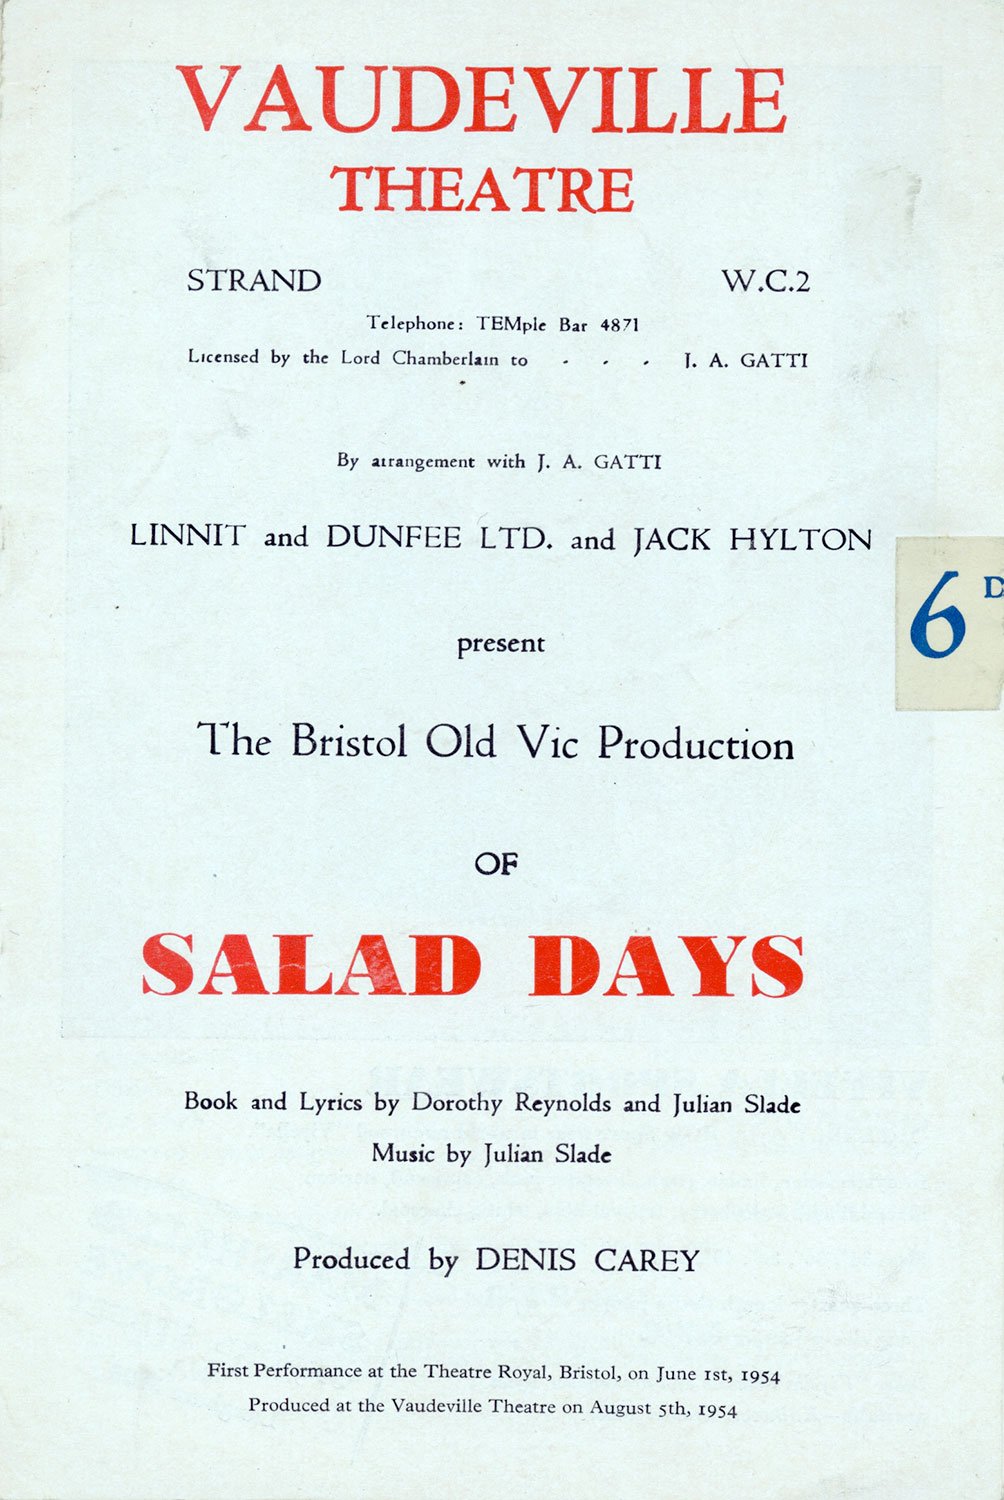 VAUDEVILLE
THEATRE
STRAND W.C.2
Telephone: TEMple Bar 4871
Licensed by the Lord Chamberlain to - - - J. A. GATTI
By arrangement with J. A. GATTI
LINNIT and DUNFEE LTD. and JACK HYLTON
6D
present
The Bristol Old Vic Production
OF
SALAD DAYS
Book and Lyrics by Dorothy Reynolds and Julian Slade
Music by Julian Slade
Produced by DENIS CAREY
First Performance at the Theatre Royal, Bristol, on June 1st, 1954
Produced at the Vaudeville Theatre on August 5th, 1954